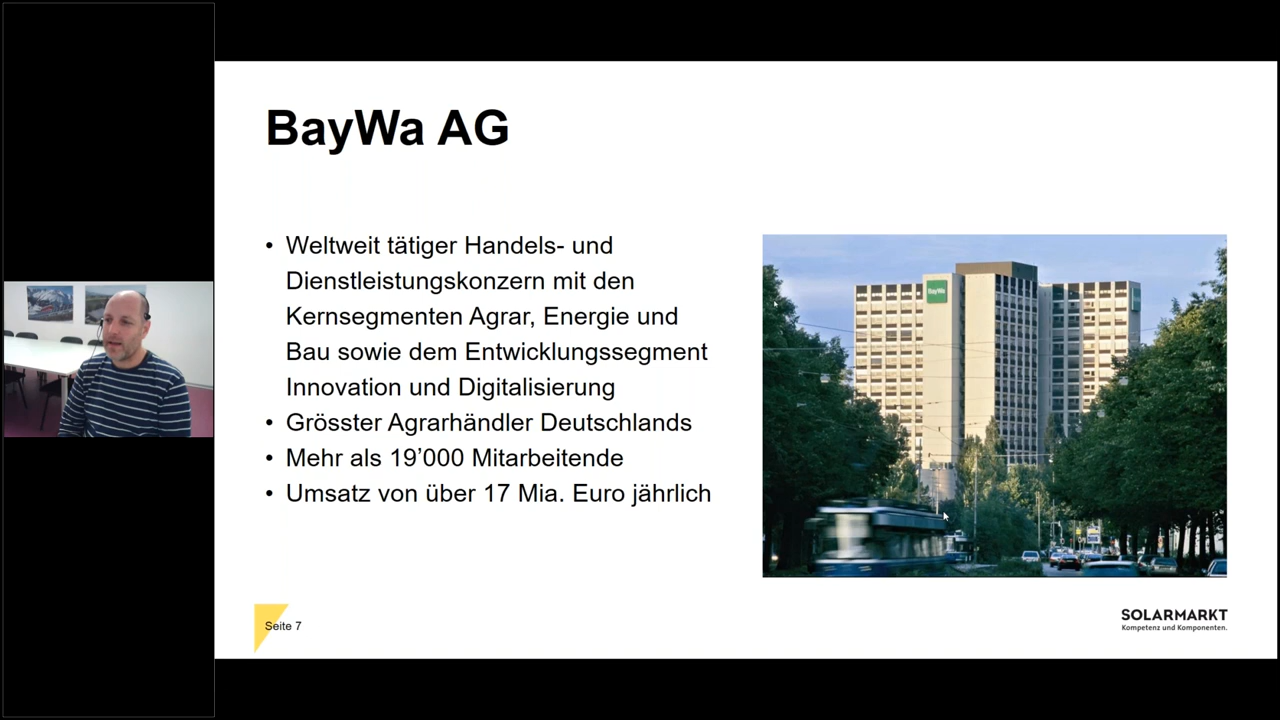 BayWa AG
• Weltweit tätiger Handels- und
Dienstleistungskonzern mit den
Kernsegmenten Agrar, Energie und
Bau sowie dem Entwicklungssegment
Innovation und Digitalisierung
• Grösster Agrarhändler Deutschlands
• Mehr als 19’000 Mitarbeitende
• Umsatz von über 17 Mia. Euro jährlich
BayWa
Seite 7
SOLARMARKT
Kompetenz und Komponenten.